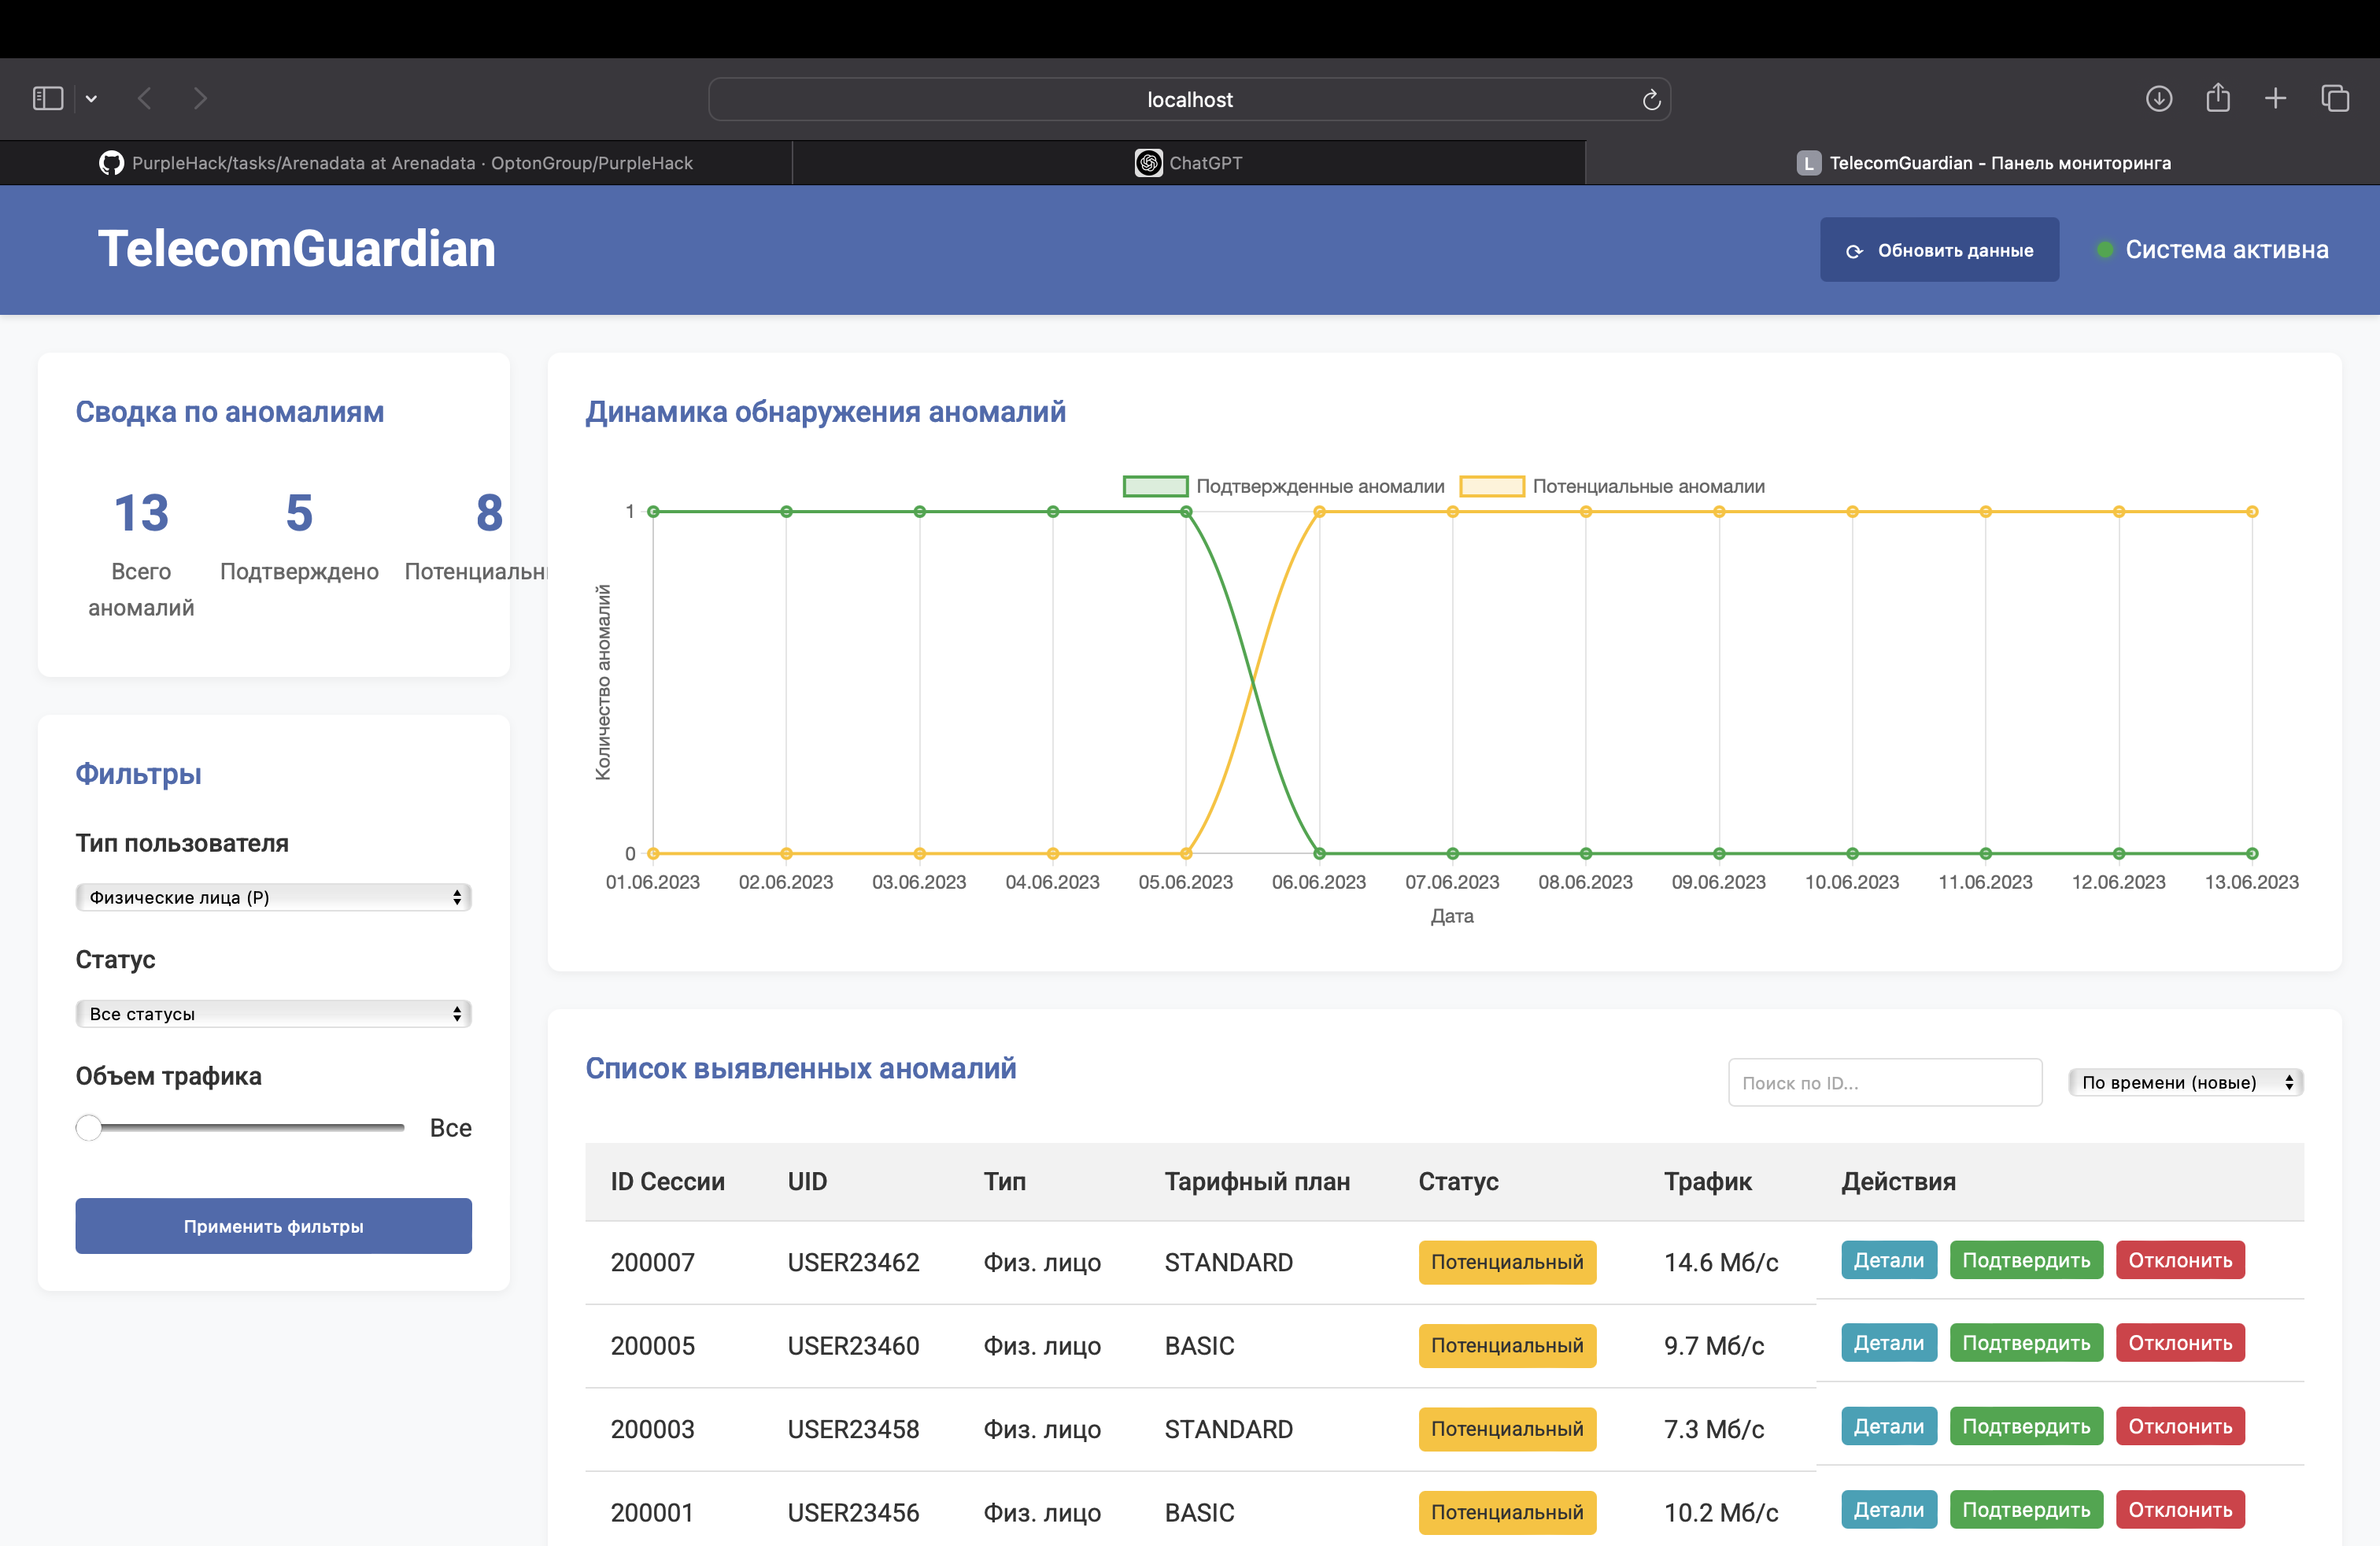 localhost
PurpleHack/tasks/Arenadata at Arenadata · OptonGroup/PurpleHack
ChatGPT
L TelecomGuardian - Панель мониторинга
TelecomGuardian
Обновить данные
Система активна
Сводка по аномалиям
13 5 8
Всего аномалий Подтверждено Потенциальн
Динамика обнаружения аномалий
Подтвержденные аномалии Потенциальные аномалии
1
Количество аномалий
0
01.06.2023 02.06.2023 03.06.2023 04.06.2023 05.06.2023 06.06.2023 07.06.2023 08.06.2023 09.06.2023 10.06.2023 11.06.2023 12.06.2023 13.06.2023
Дата
Фильтры
Тип пользователя
Физические лица (P)
Статус
Все статусы
Объем трафика
Все
Применить фильтры
Список выявленных аномалий
Поиск по ID...
По времени (новые)
ID Сессии UID Тип Тарифный план Статус Трафик Действия
200007 USER23462 Физ. лицо STANDARD Потенциальный 14.6 Мб/с Детали Подтвердить Отклонить
200005 USER23460 Физ. лицо BASIC Потенциальный 9.7 Мб/с Детали Подтвердить Отклонить
200003 USER23458 Физ. лицо STANDARD Потенциальный 7.3 Мб/с Детали Подтвердить Отклонить
200001 USER23456 Физ. лицо BASIC Потенциальный 10.2 Мб/с Детали Подтвердить Отклонить